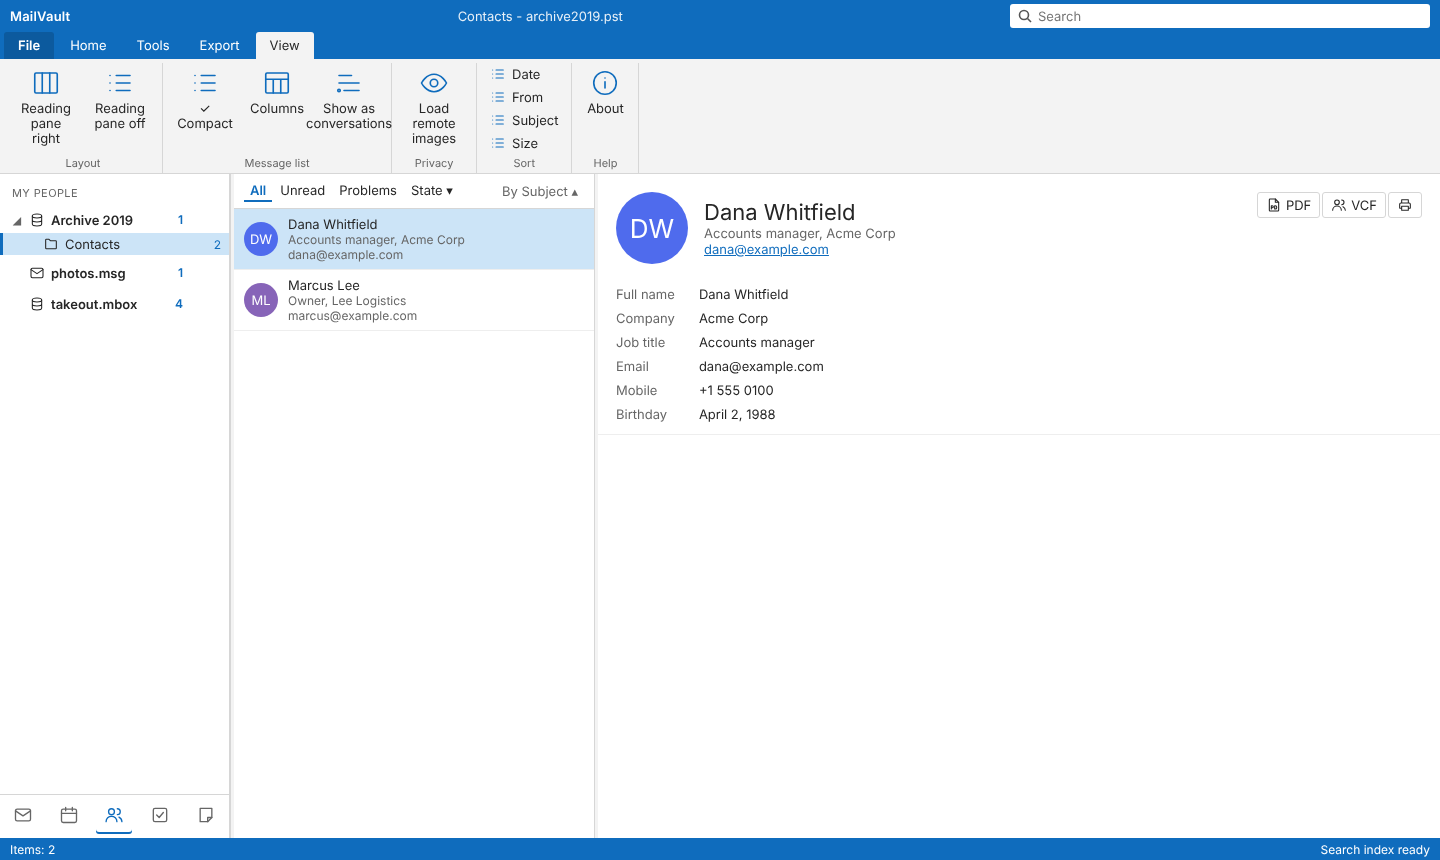 MailVault
Contacts - archive2019.pst
Search
File
Home
Tools
Export
View
Reading
pane
right
Reading
pane off
Layout
✓
Compact
Columns
Show as
conversations
Message list
Load
remote
images
Privacy
Date
From
Subject
Size
Sort
About
Help
MY PEOPLE
Archive 2019 1
Contacts 2
photos.msg 1
takeout.mbox 4
All Unread Problems State ▾ By Subject ▴
DW
Dana Whitfield
Accounts manager, Acme Corp
dana@example.com
ML
Marcus Lee
Owner, Lee Logistics
marcus@example.com
DW
Dana Whitfield
Accounts manager, Acme Corp
dana@example.com
PDF
VCF
Full name Dana Whitfield
Company Acme Corp
Job title Accounts manager
Email dana@example.com
Mobile +1 555 0100
Birthday April 2, 1988
Items: 2
Search index ready